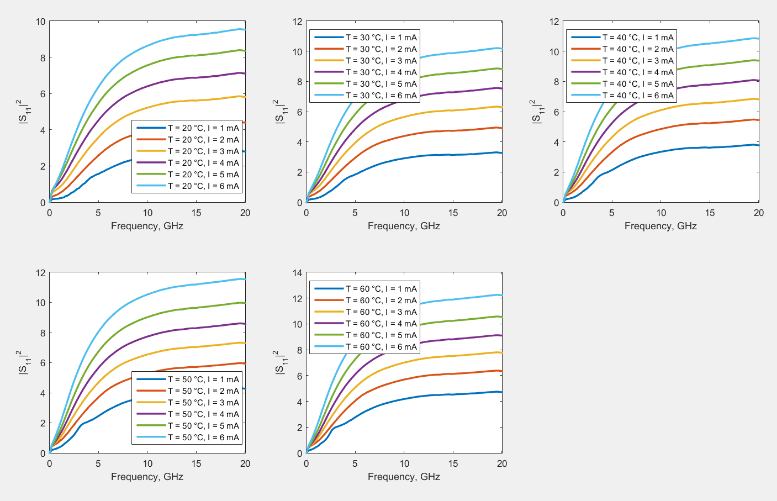 10
8
6
4
2
0
|S11|²
T = 20 °C, I = 1 mA
T = 20 °C, I = 2 mA
T = 20 °C, I = 3 mA
T = 20 °C, I = 4 mA
T = 20 °C, I = 5 mA
T = 20 °C, I = 6 mA
0 5 10 15 20
Frequency, GHz
12
10
8
6
4
2
0
|S11|²
T = 30 °C, I = 1 mA
T = 30 °C, I = 2 mA
T = 30 °C, I = 3 mA
T = 30 °C, I = 4 mA
T = 30 °C, I = 5 mA
T = 30 °C, I = 6 mA
0 5 10 15 20
Frequency, GHz
12
10
8
6
4
2
0
|S11|²
T = 40 °C, I = 1 mA
T = 40 °C, I = 2 mA
T = 40 °C, I = 3 mA
T = 40 °C, I = 4 mA
T = 40 °C, I = 5 mA
T = 40 °C, I = 6 mA
0 5 10 15 20
Frequency, GHz
12
10
8
6
4
2
0
|S11|²
T = 50 °C, I = 1 mA
T = 50 °C, I = 2 mA
T = 50 °C, I = 3 mA
T = 50 °C, I = 4 mA
T = 50 °C, I = 5 mA
T = 50 °C, I = 6 mA
0 5 10 15 20
Frequency, GHz
14
12
10
8
6
4
2
0
|S11|²
T = 60 °C, I = 1 mA
T = 60 °C, I = 2 mA
T = 60 °C, I = 3 mA
T = 60 °C, I = 4 mA
T = 60 °C, I = 5 mA
T = 60 °C, I = 6 mA
0 5 10 15 20
Frequency, GHz